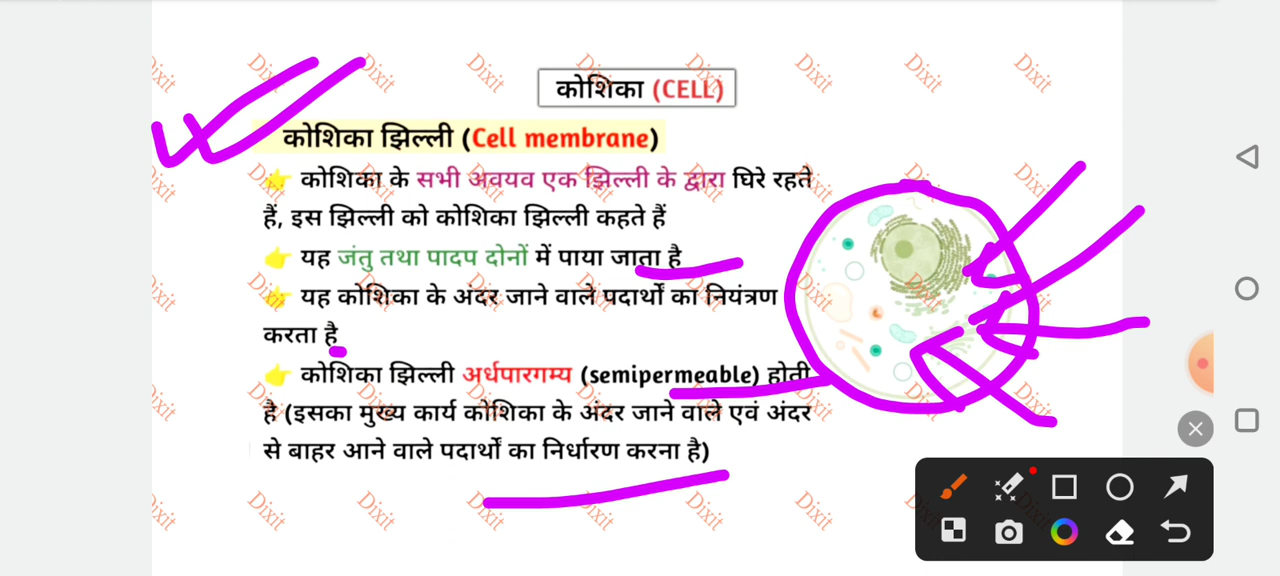 कोशिका (CELL)
कोशिका झिल्ली (Cell membrane)
👉 कोशिका के सभी अवयव एक झिल्ली के द्वारा घिरे रहते
हैं, इस झिल्ली को कोशिका झिल्ली कहते हैं
👉 यह जंतु तथा पादप दोनों में पाया जाता है
👉 यह कोशिका के अंदर जाने वाले पदार्थों का नियंत्रण
करता है
👉 कोशिका झिल्ली अर्धपारगम्य (semipermeable) होती
है (इसका मुख्य कार्य कोशिका के अंदर जाने वाले एवं अंदर
से बाहर आने वाले पदार्थों का निर्धारण करना है)
Dixit